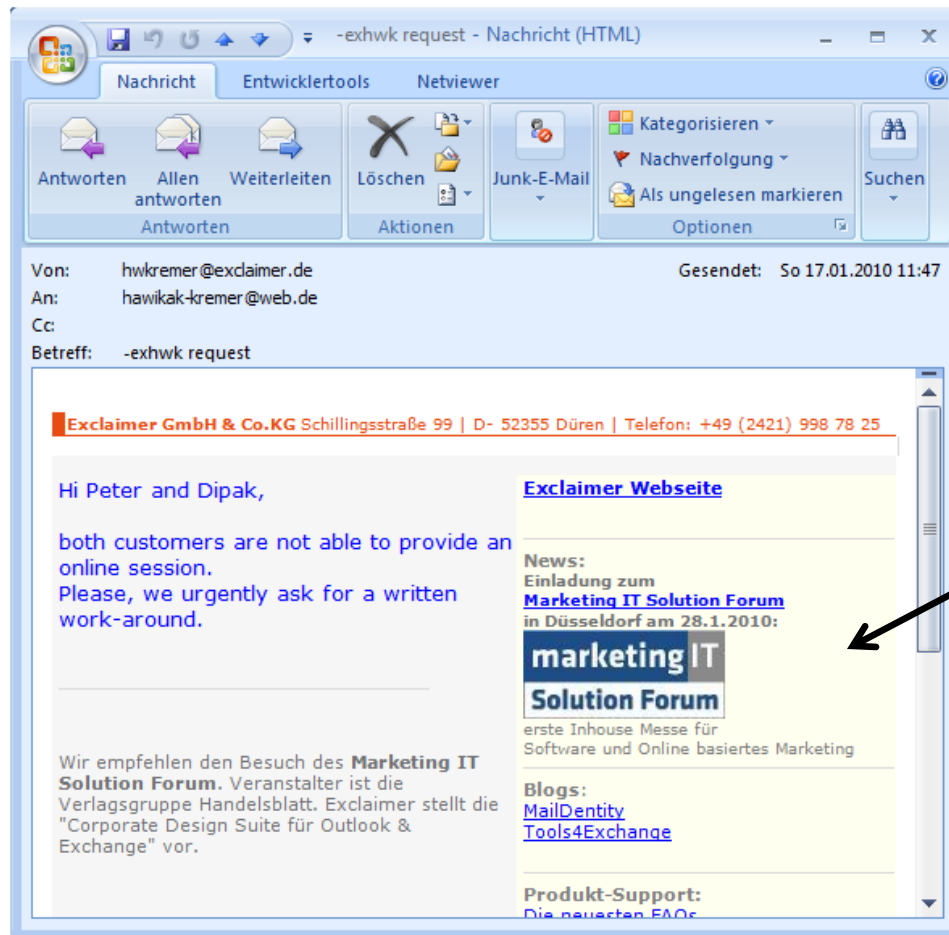 -exhwk request - Nachricht (HTML)
Nachricht Entwicklertools Netviewer
Antworten
Allen antworten
Weiterleiten
Antworten
Löschen
Aktionen
Junk-E-Mail
Kategorisieren
Nachverfolgung
Als ungelesen markieren
Optionen
Suchen
Von: hwkremer@exclaimer.de Gesendet: So 17.01.2010 11:47
An: hawikak-kremer@web.de
Cc:
Betreff: -exhwk request
Exclaimer GmbH & Co.KG Schillingsstraße 99 | D- 52355 Düren | Telefon: +49 (2421) 998 78 25
Hi Peter and Dipak,
both customers are not able to provide an
online session.
Please, we urgently ask for a written
work-around.
Wir empfehlen den Besuch des Marketing IT
Solution Forum. Veranstalter ist die
Verlagsgruppe Handelsblatt. Exclaimer stellt die
"Corporate Design Suite für Outlook &
Exchange" vor.
Exclaimer Webseite
News:
Einladung zum
Marketing IT Solution Forum
in Düsseldorf am 28.1.2010:
marketing IT
Solution Forum
erste Inhouse Messe für
Software und Online basiertes Marketing
Blogs:
MailDentity
Tools4Exchange
Produkt-Support:
Die neuesten FAQs